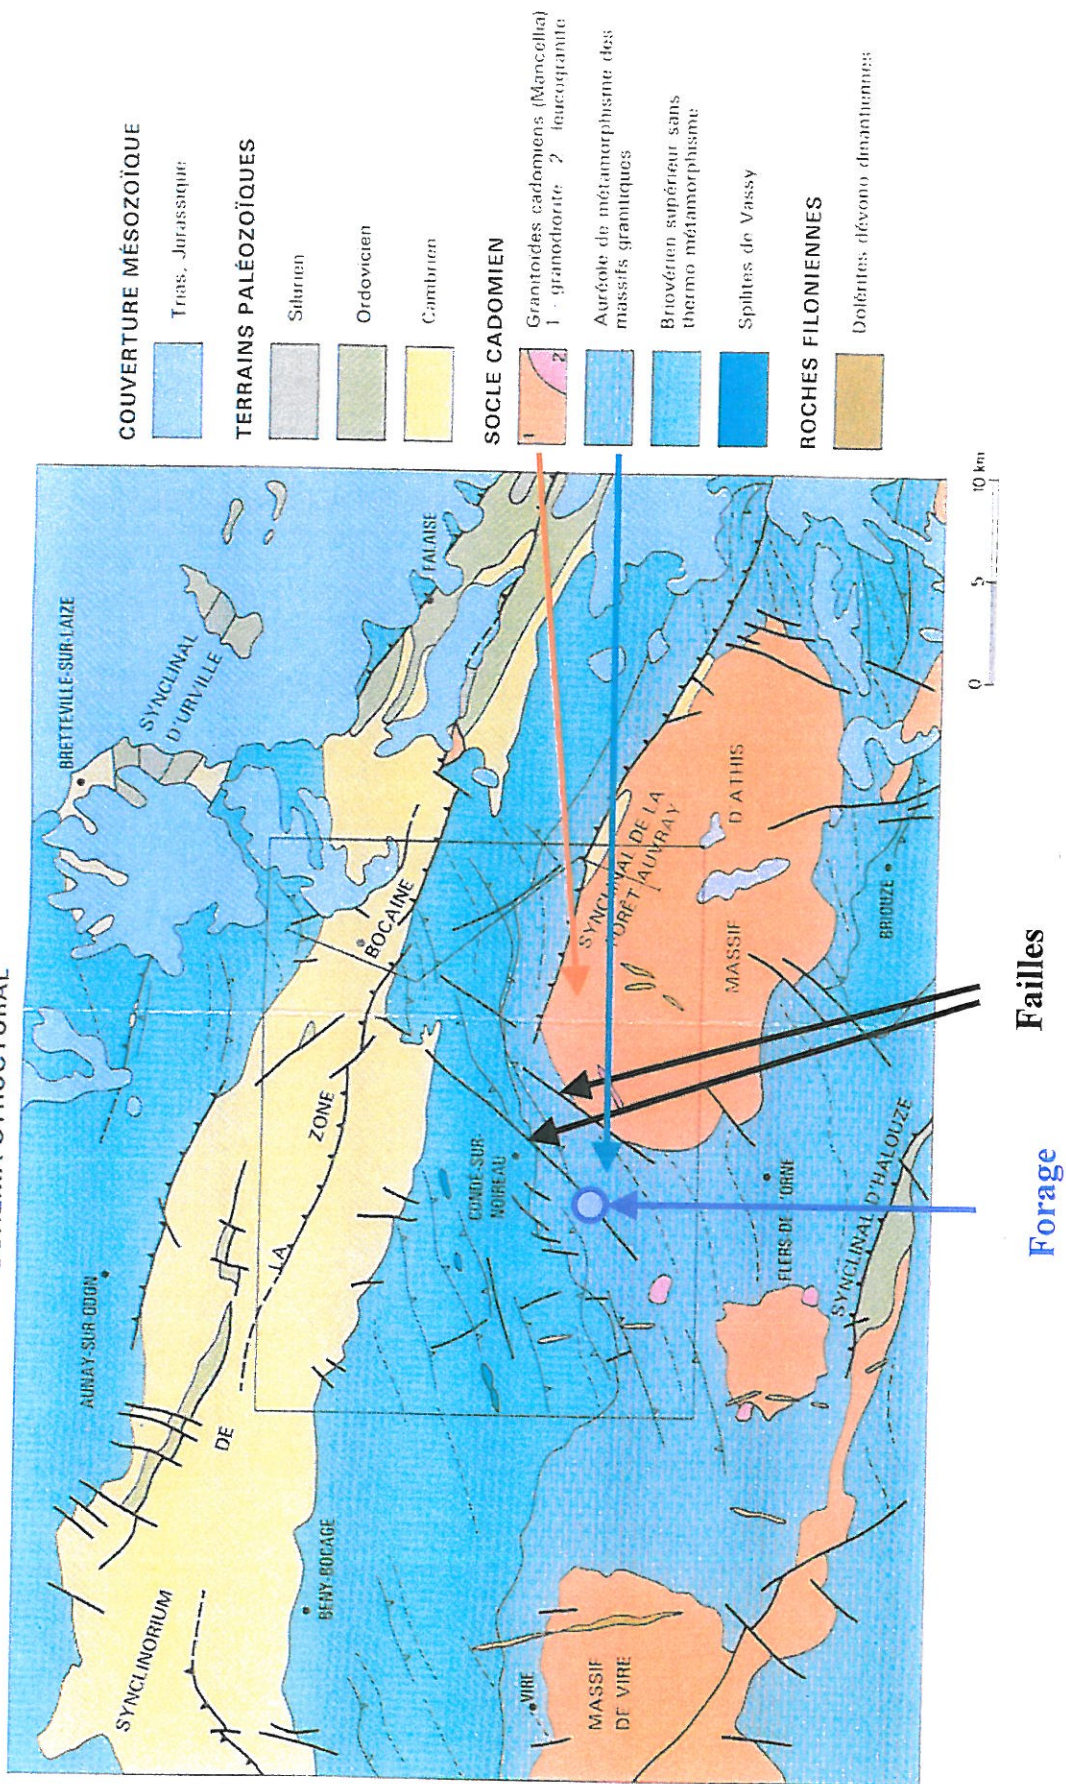 SCHÉMA STRUCTURAL
COUVERTURE MÉSOZOÏQUE
Trias, Jurassique
TERRAINS PALÉOZOÏQUES
Silurien
Ordovicien
Cambrien
SOCLE CADOMIEN
1
2
Granitoïdes cadomiens (Mancellia)
1 - granodiorite 2 leucogranite
Auréole de métamorphisme des
massifs granitiques
Briovérien supérieur sans
thermo métamorphisme
Spilites de Vassy
ROCHES FILONIENNES
Dolérites dévono dinantiennes
BRETTEVILLE-SUR-LAIZE
SYNCLINAL
D'URVILLE
FALAISE
AUNAY-SUR-ODON
SYNCLINORIUM
DE
LA
ZONE
BOCAINE
BENY-BOCAGE
CONDE-SUR-
NOIREAU
SYNCLINAL DE LA
FORÊT AUVRAY
VIRE
MASSIF
DE VIRE
MASSIF
D'ATHIS
FLERS-DE-L'ORNE
BRIOUZE
SYNCLINAL D'HALOUZE
0
5
10 km
Forage
Failles